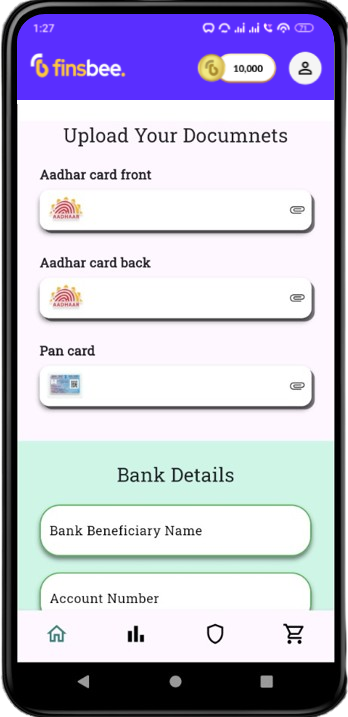 1:27
71
finsbee.
10,000
Upload Your Documnets
Aadhar card front
AADHAAR
Aadhar card back
AADHAAR
Pan card
Bank Details
Bank Beneficiary Name
Account Number